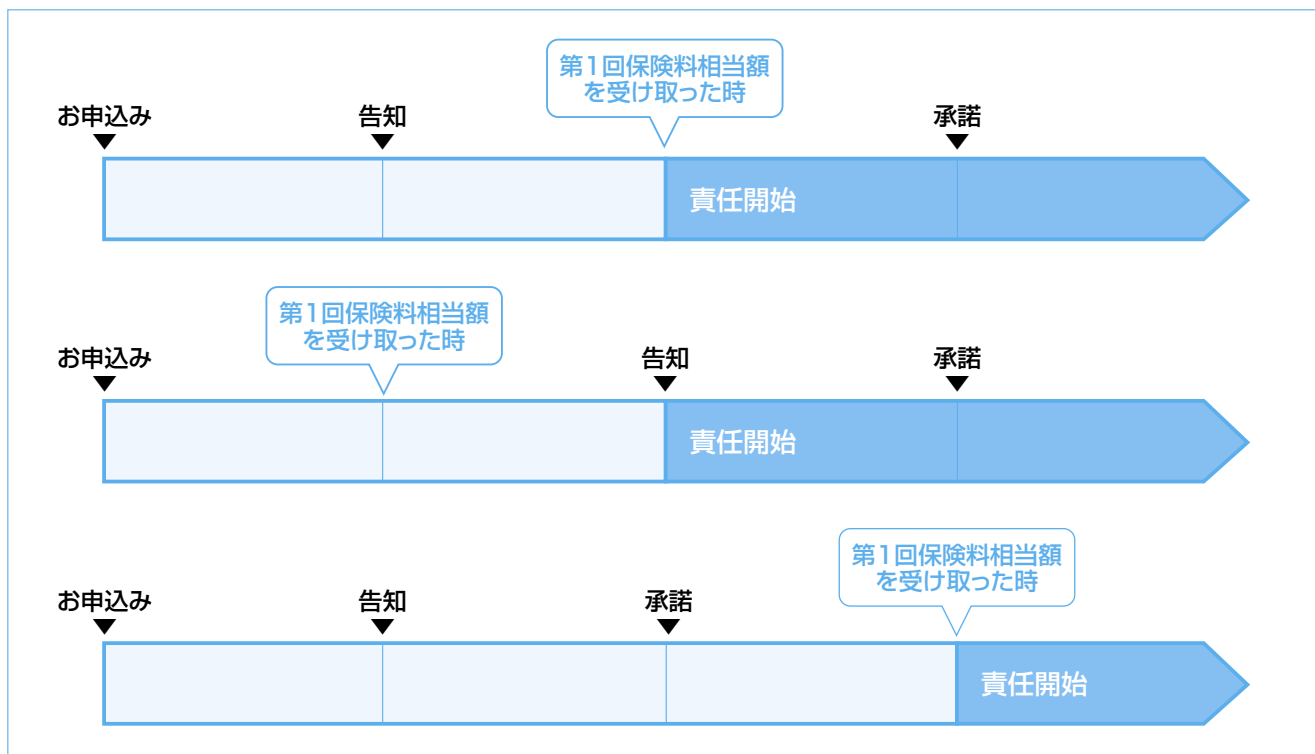 第1回保険料相当額
を受け取った時
お申込み
告知
承諾
責任開始
第1回保険料相当額
を受け取った時
お申込み
告知
承諾
責任開始
第1回保険料相当額
を受け取った時
お申込み
告知
承諾
責任開始